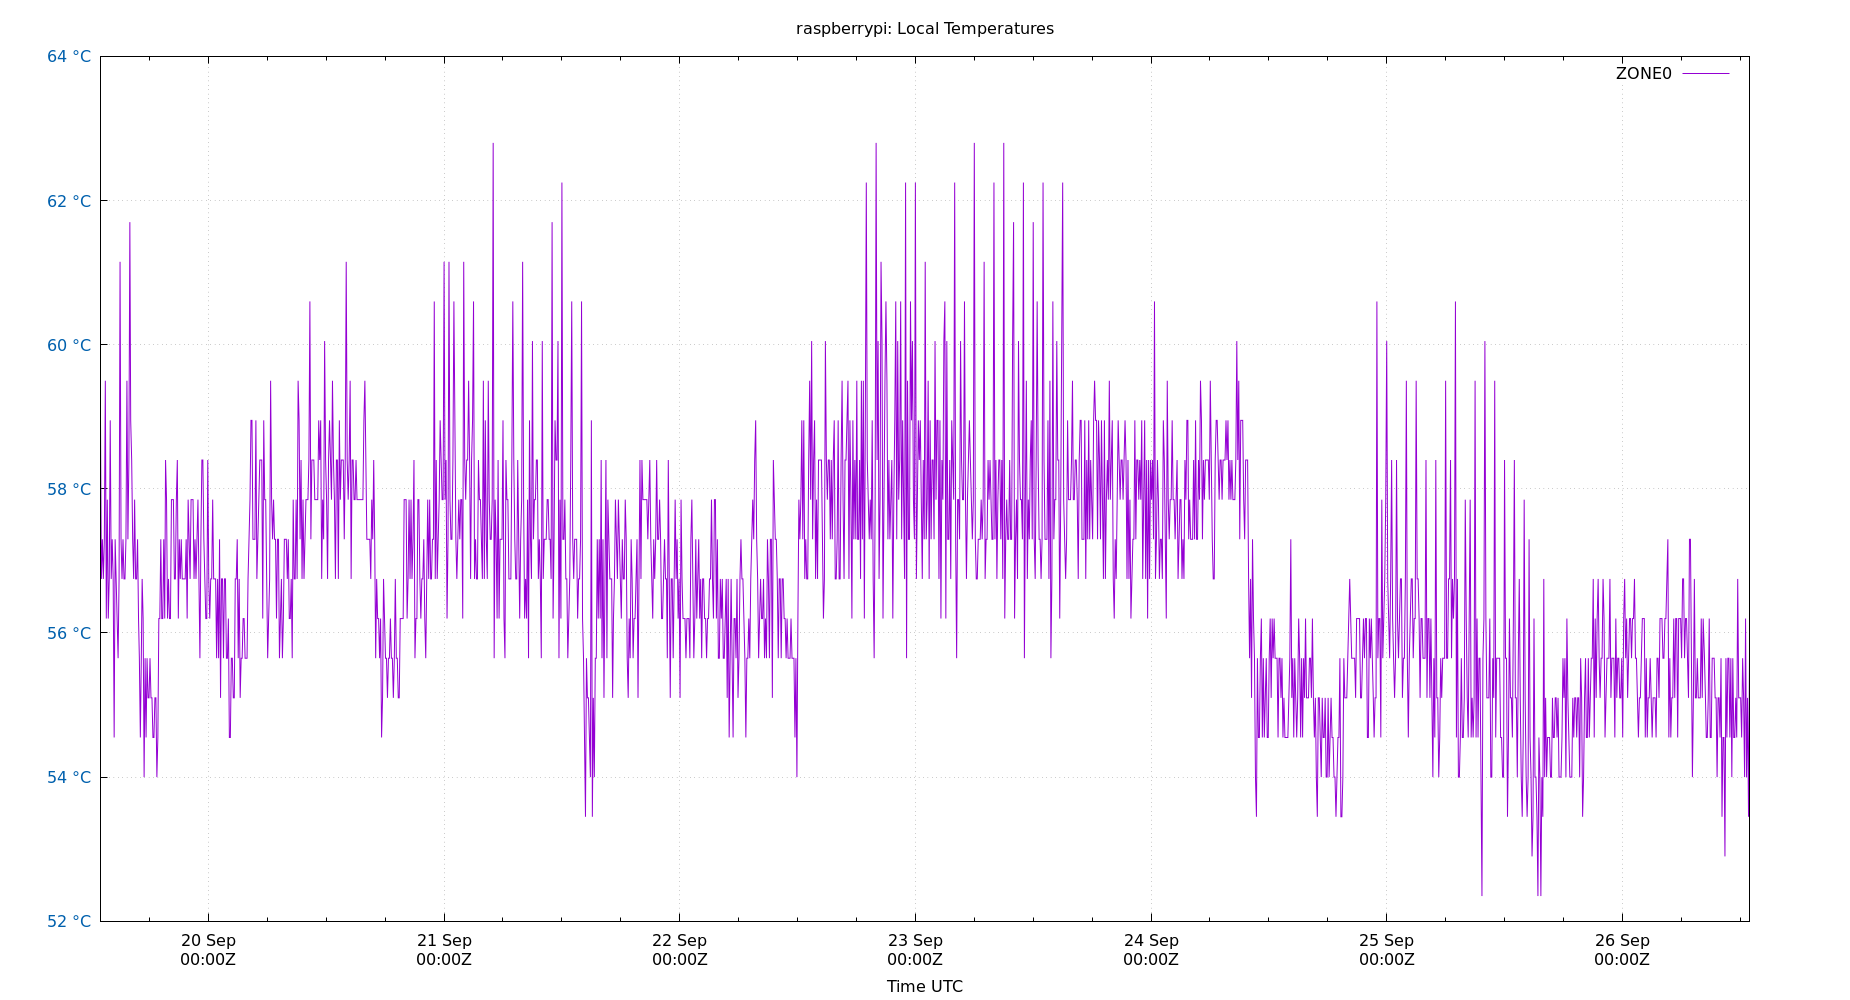 raspberrypi: Local Temperatures
64 °C
62 °C
60 °C
58 °C
56 °C
54 °C
52 °C
ZONE0
20 Sep
00:00Z
21 Sep
00:00Z
22 Sep
00:00Z
23 Sep
00:00Z
24 Sep
00:00Z
25 Sep
00:00Z
26 Sep
00:00Z
Time UTC